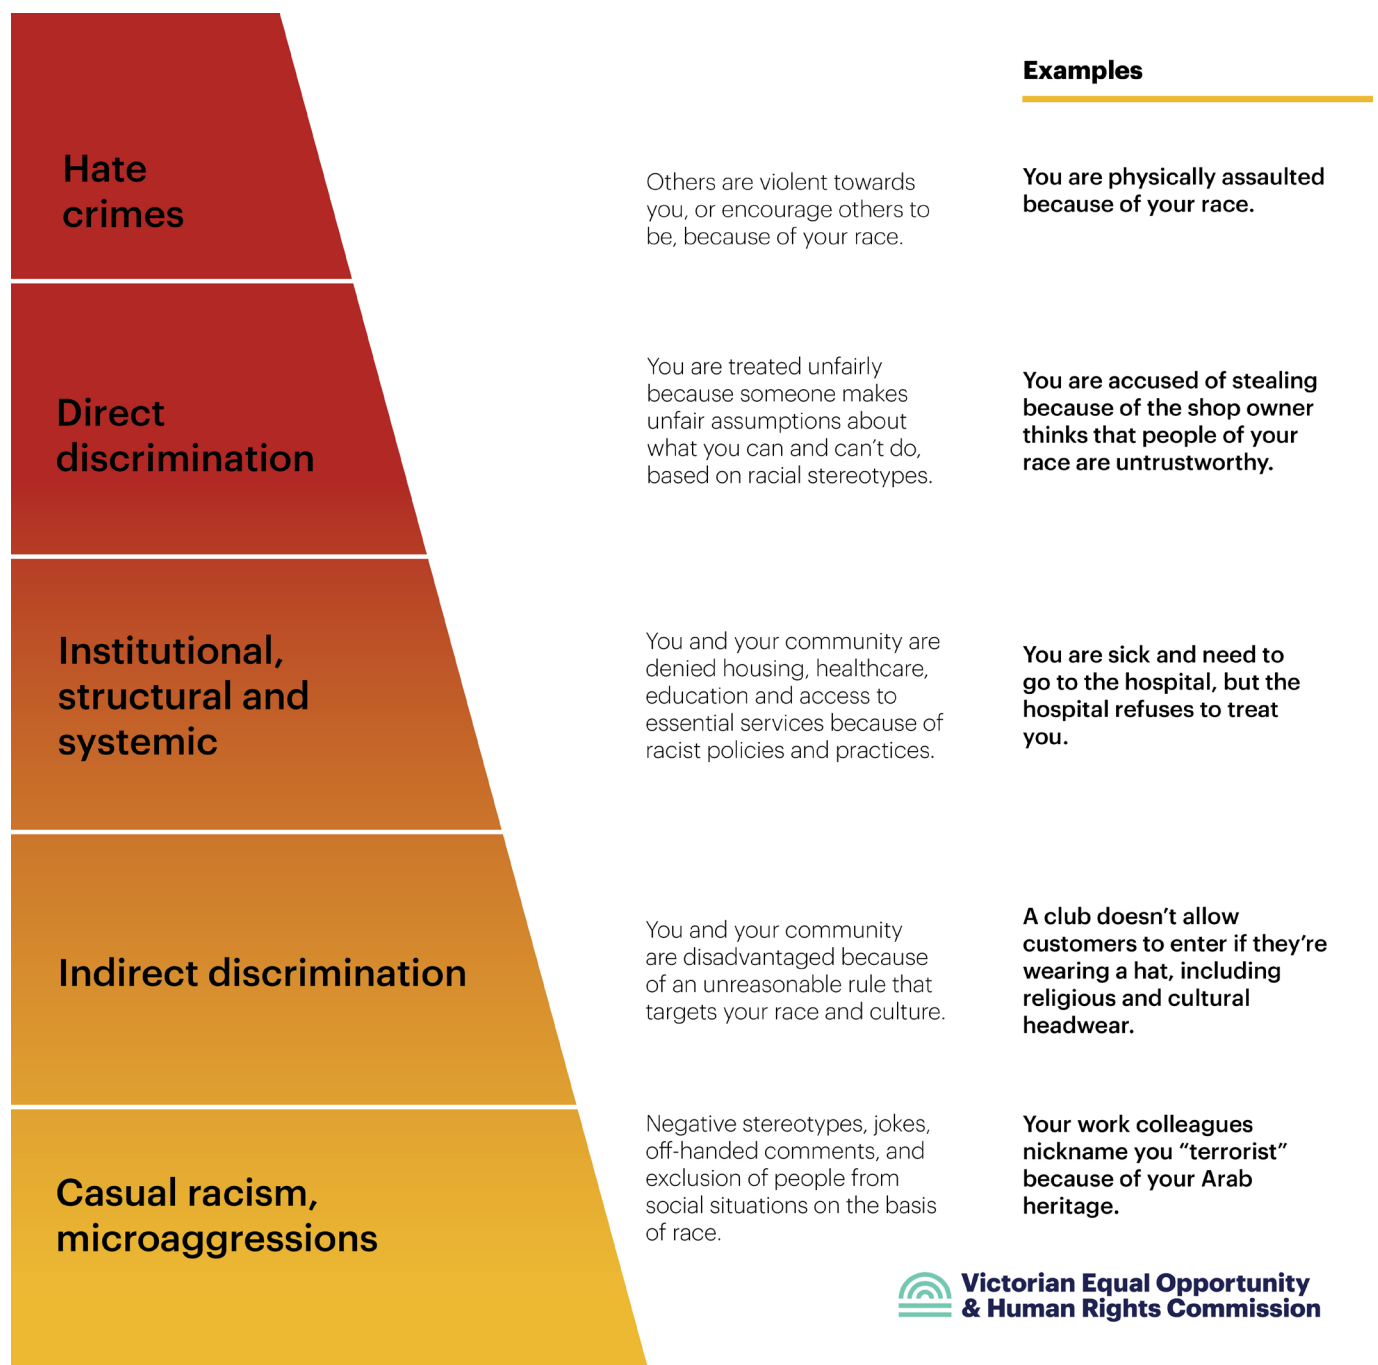 Examples
Hate
crimes
Others are violent towards
you, or encourage others to
be, because of your race.
You are physically assaulted
because of your race.
Direct
discrimination
You are treated unfairly
because someone makes
unfair assumptions about
what you can and can’t do,
based on racial stereotypes.
You are accused of stealing
because of the shop owner
thinks that people of your
race are untrustworthy.
Institutional,
structural and
systemic
You and your community are
denied housing, healthcare,
education and access to
essential services because of
racist policies and practices.
You are sick and need to
go to the hospital, but the
hospital refuses to treat
you.
Indirect discrimination
You and your community
are disadvantaged because
of an unreasonable rule that
targets your race and culture.
A club doesn’t allow
customers to enter if they’re
wearing a hat, including
religious and cultural
headwear.
Casual racism,
microaggressions
Negative stereotypes, jokes,
off-handed comments, and
exclusion of people from
social situations on the basis
of race.
Your work colleagues
nickname you “terrorist”
because of your Arab
heritage.
Victorian Equal Opportunity
& Human Rights Commission